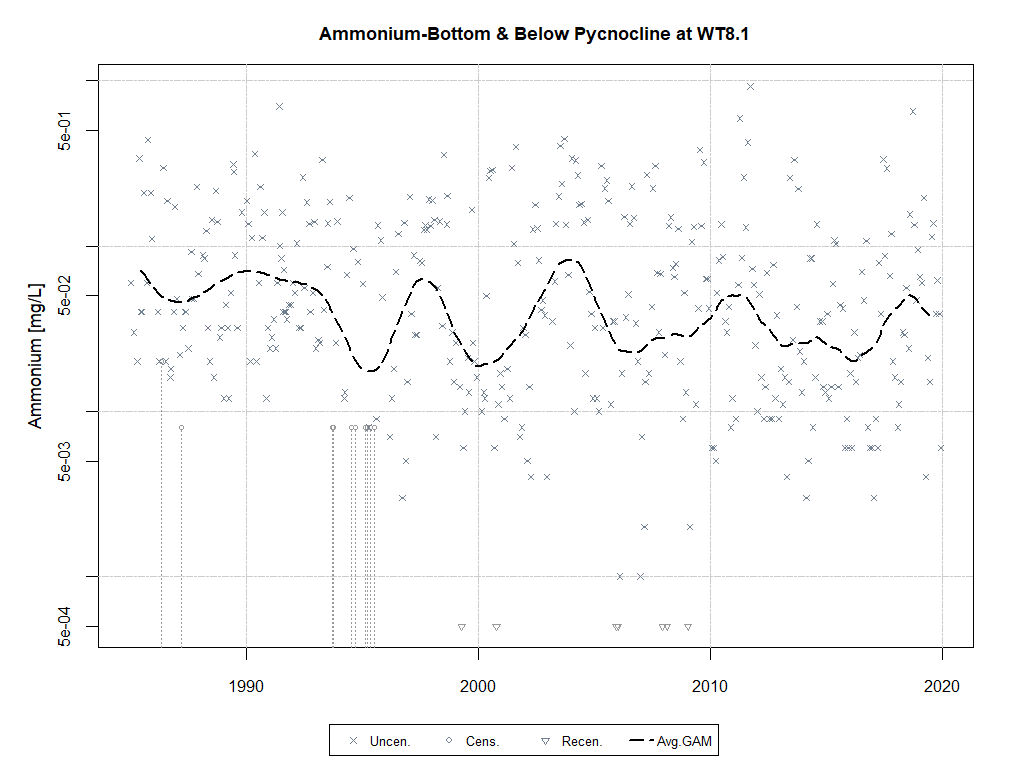 Ammonium-Bottom & Below Pycnocline at WT8.1
Ammonium [mg/L]
5e-01
5e-02
5e-03
5e-04
1990 2000 2010 2020
Uncen. Cens. Recen. Avg.GAM